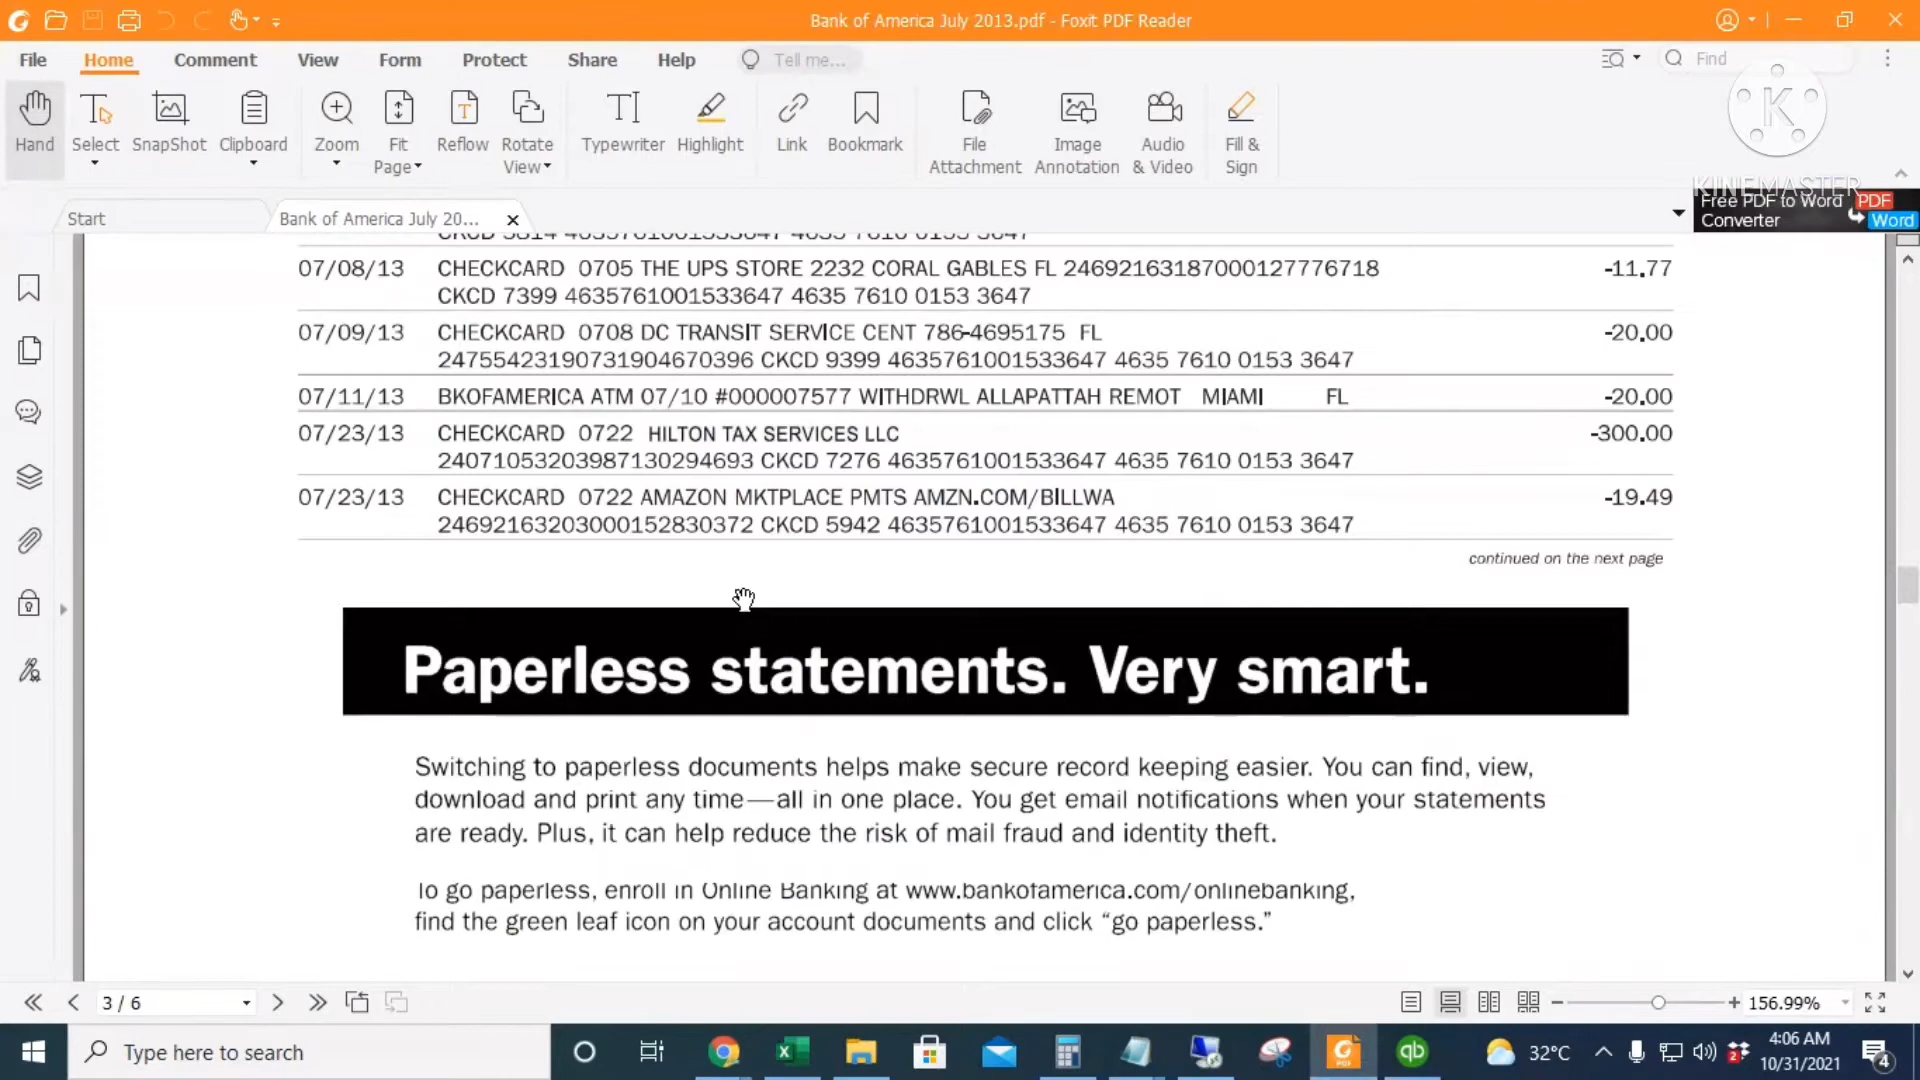 Bank of America July 2013.pdf - Foxit PDF Reader
File Home Comment View Form Protect Share Help Tell me... Find
Hand Select SnapShot Clipboard Zoom Fit Page Reflow Rotate View Typewriter Highlight Link Bookmark File Attachment Image Annotation Audio & Video Fill & Sign
K
KINEMASTER
Start Bank of America July 20...
Free PDF to Word Converter PDF Word
CKCD 5814 4635761001533647 4635 7610 0153 3647
07/08/13 CHECKCARD 0705 THE UPS STORE 2232 CORAL GABLES FL 24692163187000127776718 -11.77
CKCD 7399 4635761001533647 4635 7610 0153 3647
07/09/13 CHECKCARD 0708 DC TRANSIT SERVICE CENT 786-4695175 FL -20.00
24755423190731904670396 CKCD 9399 4635761001533647 4635 7610 0153 3647
07/11/13 BKOFAMERICA ATM 07/10 #000007577 WITHDRWL ALLAPATTAH REMOT MIAMI FL -20.00
07/23/13 CHECKCARD 0722 HILTON TAX SERVICES LLC -300.00
24071053203987130294693 CKCD 7276 4635761001533647 4635 7610 0153 3647
07/23/13 CHECKCARD 0722 AMAZON MKTPLACE PMTS AMZN.COM/BILLWA -19.49
24692163203000152830372 CKCD 5942 4635761001533647 4635 7610 0153 3647
continued on the next page
Paperless statements. Very smart.
Switching to paperless documents helps make secure record keeping easier. You can find, view,
download and print any time—all in one place. You get email notifications when your statements
are ready. Plus, it can help reduce the risk of mail fraud and identity theft.
To go paperless, enroll in Online Banking at www.bankofamerica.com/onlinebanking,
find the green leaf icon on your account documents and click “go paperless.”
3 / 6 156.99%
Type here to search 32°C 4:06 AM
10/31/2021 4